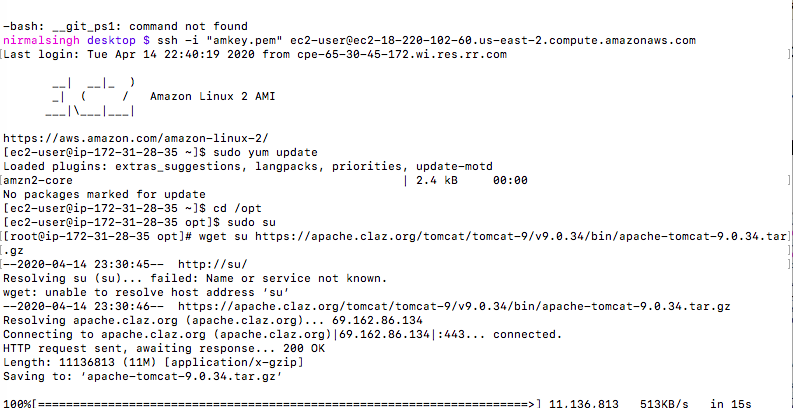 -bash: __git_ps1: command not found
nirmalsingh desktop $ ssh -i "amkey.pem" ec2-user@ec2-18-220-102-60.us-east-2.compute.amazonaws.com
[Last login: Tue Apr 14 22:40:19 2020 from cpe-65-30-45-172.wi.res.rr.com ]
__| __|_ )
_| ( / Amazon Linux 2 AMI
___|\___|___|
https://aws.amazon.com/amazon-linux-2/
[ec2-user@ip-172-31-28-35 ~]$ sudo yum update
Loaded plugins: extras_suggestions, langpacks, priorities, update-motd
[amzn2-core | 2.4 kB 00:00 ]
No packages marked for update
[ec2-user@ip-172-31-28-35 ~]$ cd /opt
[ec2-user@ip-172-31-28-35 opt]$ sudo su
[[root@ip-172-31-28-35 opt]# wget su https://apache.claz.org/tomcat/tomcat-9/v9.0.34/bin/apache-tomcat-9.0.34.tar]
[.gz ]
[--2020-04-14 23:30:45-- http://su/ ]
Resolving su (su)... failed: Name or service not known.
wget: unable to resolve host address ‘su’
--2020-04-14 23:30:46-- https://apache.claz.org/tomcat/tomcat-9/v9.0.34/bin/apache-tomcat-9.0.34.tar.gz
Resolving apache.claz.org (apache.claz.org)... 69.162.86.134
Connecting to apache.claz.org (apache.claz.org)|69.162.86.134|:443... connected.
HTTP request sent, awaiting response... 200 OK
Length: 11136813 (11M) [application/x-gzip]
Saving to: ‘apache-tomcat-9.0.34.tar.gz’
100%[======================================================================>] 11,136,813 513KB/s in 15s